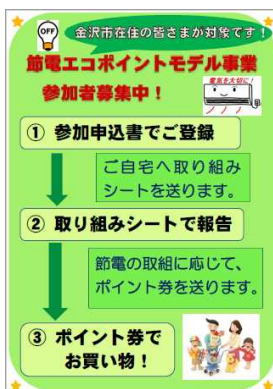 OFF
金沢市在住の皆さまが対象です！
節電エコポイントモデル事業
参加者募集中！
電気を大切に！
① 参加申込書でご登録
ご自宅へ取り組み
シートを送ります。
② 取り組みシートで報告
節電の取組に応じて、
ポイント券を送ります。
③ ポイント券で
お買い物！